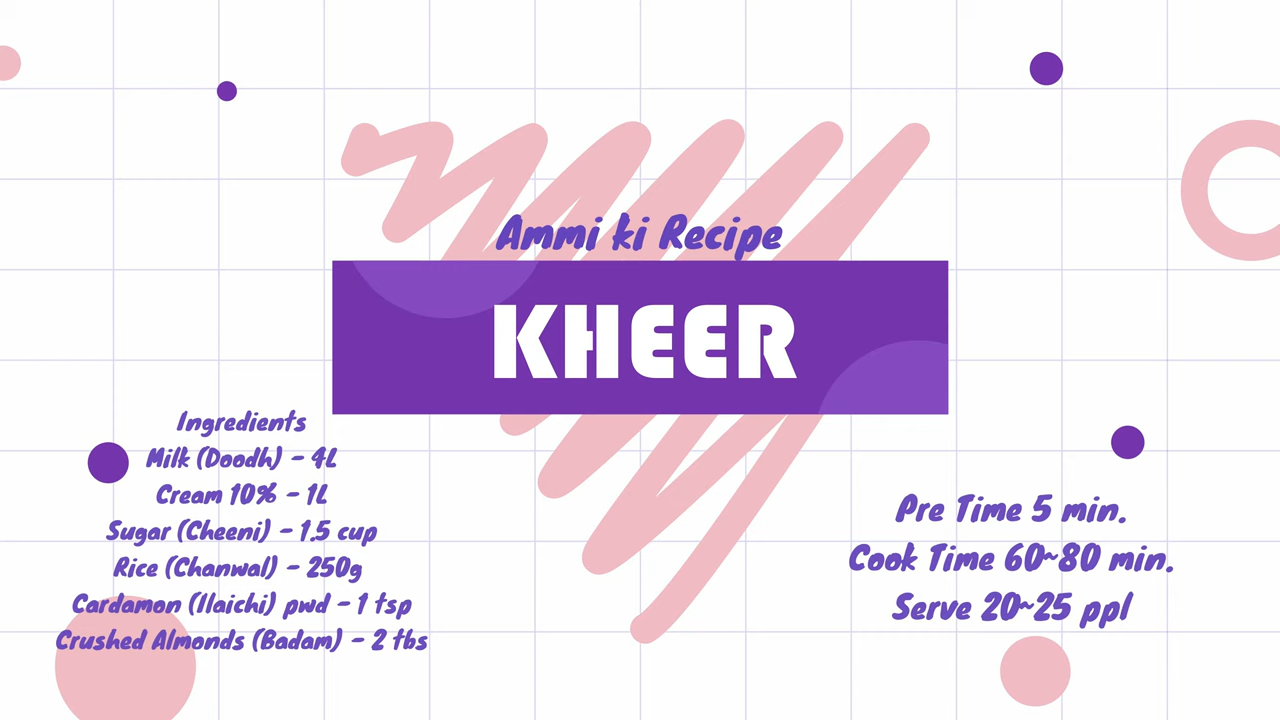 Ammi ki Recipe
KHEER
Ingredients
Milk (Doodh) - 4L
Cream 10% - 1L
Sugar (Cheeni) - 1.5 cup
Rice (Chanwal) - 250g
Cardamon (Ilaichi) pwd - 1 tsp
Crushed Almonds (Badam) - 2 tbs
Pre Time 5 min.
Cook Time 60~80 min.
Serve 20~25 ppl